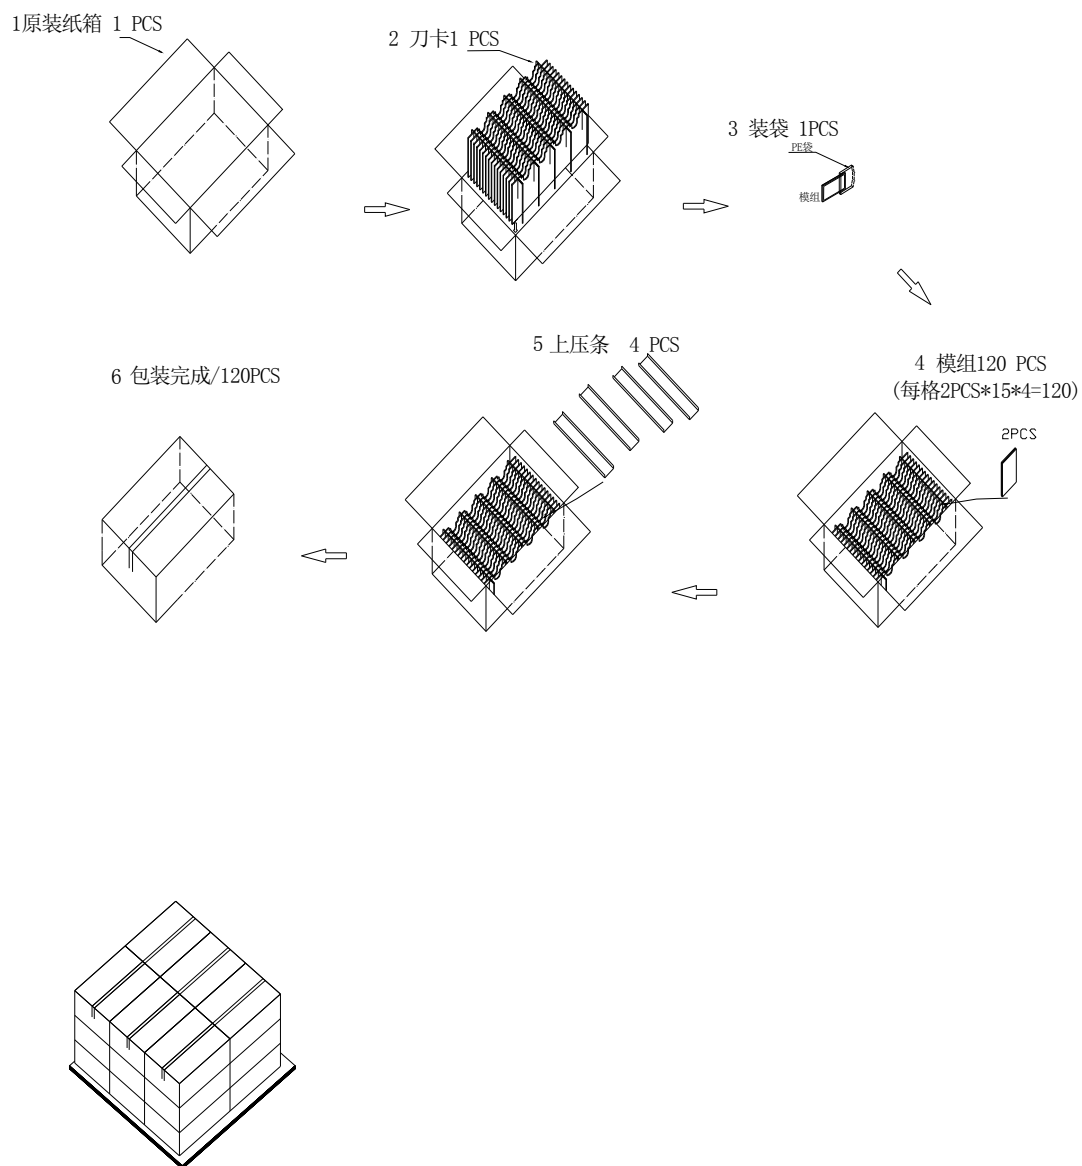 1原装纸箱 1 PCS
2 刀卡1 PCS
3 装袋 1PCS
PE袋
模组
4 模组120 PCS
(每格2PCS*15*4=120)
2PCS
5上压条 4 PCS
6 包装完成/120PCS